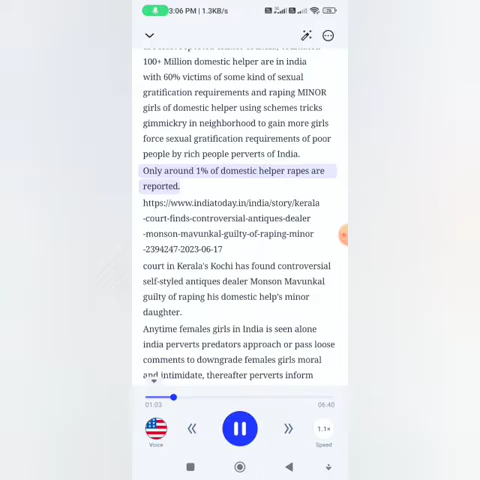 3:06 PM | 1.3KB/s
76
100+ Million domestic helper are in india
with 60% victims of some kind of sexual
gratification requirements and raping MINOR
girls of domestic helper using schemes tricks
gimmickry in neighborhood to gain more girls
force sexual gratification requirements of poor
people by rich people perverts of India.
Only around 1% of domestic helper rapes are
reported.
https://www.indiatoday.in/india/story/kerala
-court-finds-controversial-antiques-dealer
-monson-mavunkal-guilty-of-raping-minor
-2394247-2023-06-17
court in Kerala's Kochi has found controversial
self-styled antiques dealer Monson Mavunkal
guilty of raping his domestic help's minor
daughter.
Anytime females girls in India is seen alone
india perverts predators approach or pass loose
comments to downgrade females girls moral
and intimidate, thereafter perverts inform
01:03
06:40
1.1×
Voice
Speed